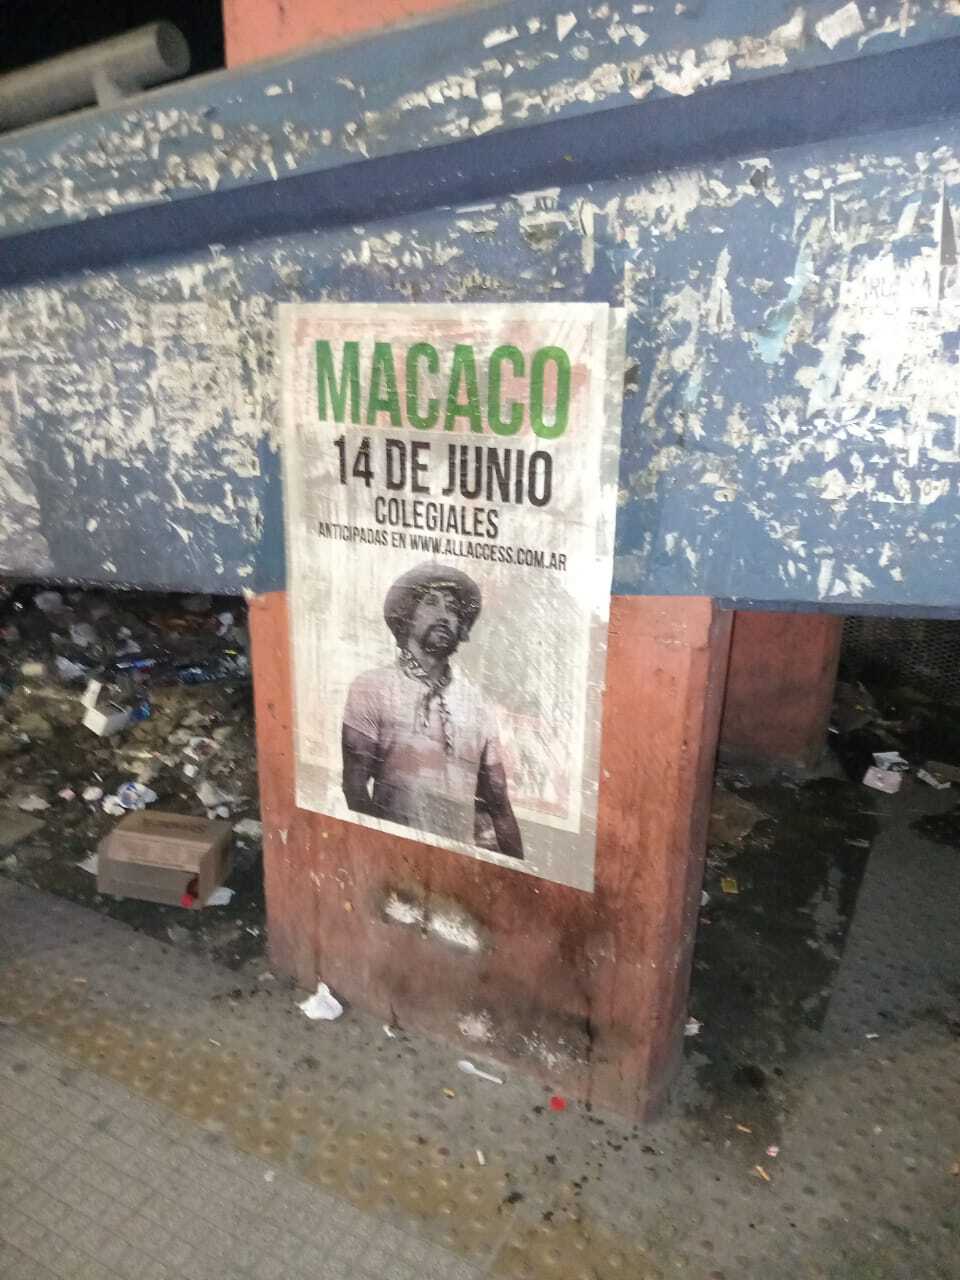 MACACO
14 DE JUNIO
COLEGIALES
ANTICIPADAS EN WWW.ALLACCESS.COM.AR